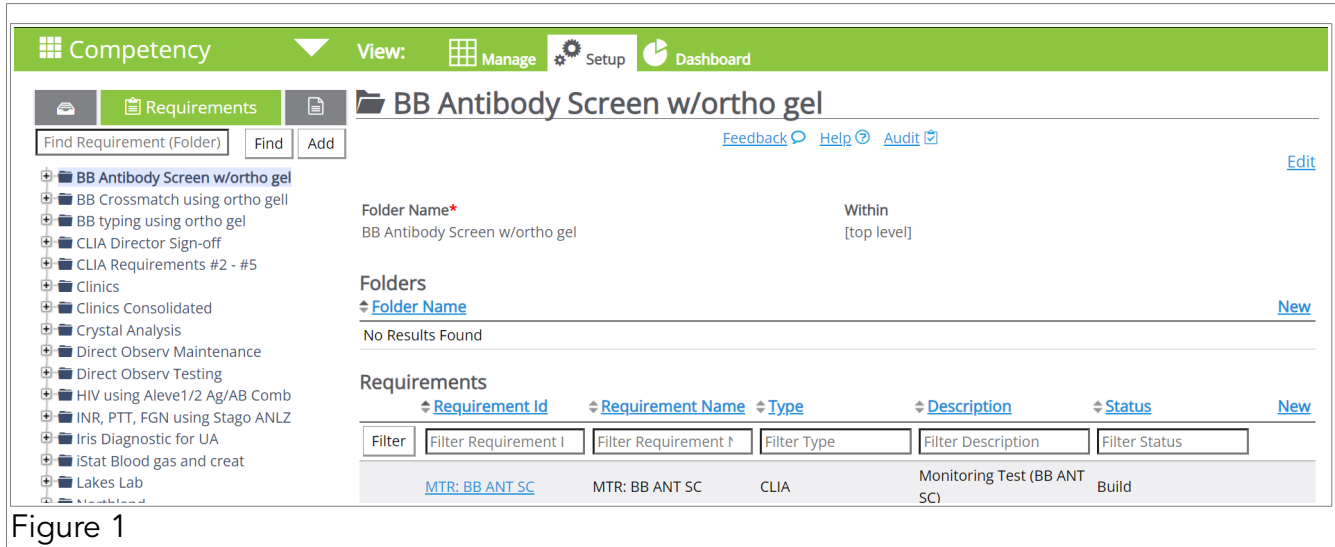 Competency
View:
Manage
Setup
Dashboard
Requirements
Find Requirement (Folder)
Find
Add
BB Antibody Screen w/ortho gel
BB Crossmatch using ortho gell
BB typing using ortho gel
CLIA Director Sign-off
CLIA Requirements #2 - #5
Clinics
Clinics Consolidated
Crystal Analysis
Direct Observ Maintenance
Direct Observ Testing
HIV using Aleve1/2 Ag/AB Comb
INR, PTT, FGN using Stago ANLZ
Iris Diagnostic for UA
iStat Blood gas and creat
Lakes Lab
BB Antibody Screen w/ortho gel
Feedback Help Audit
Edit
Folder Name* Within
BB Antibody Screen w/ortho gel [top level]
Folders
Folder Name New
No Results Found
Requirements
Requirement Id Requirement Name Type Description Status New
Filter Filter Requirement I Filter Requirement N Filter Type Filter Description Filter Status
MTR: BB ANT SC MTR: BB ANT SC CLIA Monitoring Test (BB ANT SC) Build
Figure 1